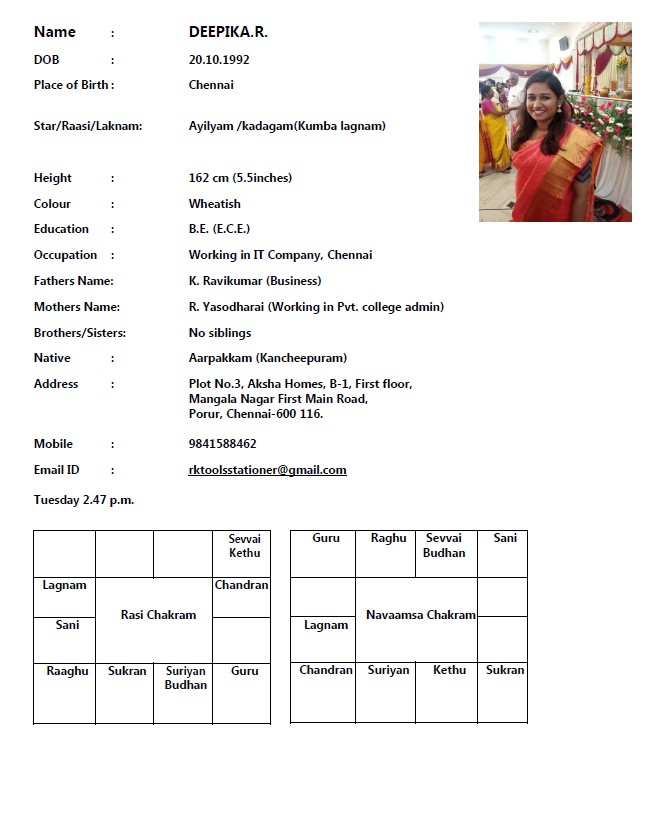 Name : DEEPIKA.R.
DOB : 20.10.1992
Place of Birth : Chennai
Star/Raasi/Laknam: Ayilyam /kadagam(Kumba lagnam)
Height : 162 cm (5.5inches)
Colour : Wheatish
Education : B.E. (E.C.E.)
Occupation : Working in IT Company, Chennai
Fathers Name: K. Ravikumar (Business)
Mothers Name: R. Yasodharai (Working in Pvt. college admin)
Brothers/Sisters: No siblings
Native : Aarpakkam (Kancheepuram)
Address : Plot No.3, Aksha Homes, B-1, First floor,
Mangala Nagar First Main Road,
Porur, Chennai-600 116.
Mobile : 9841588462
Email ID : rktoolsstationer@gmail.com
Tuesday 2.47 p.m.
Sevvai
Kethu
Lagnam
Chandran
Rasi Chakram
Sani
Raaghu Sukran Suriyan Guru
Budhan
Guru Raghu Sevvai Sani
Budhan
Navaamsa Chakram
Lagnam
Chandran Suriyan Kethu Sukran